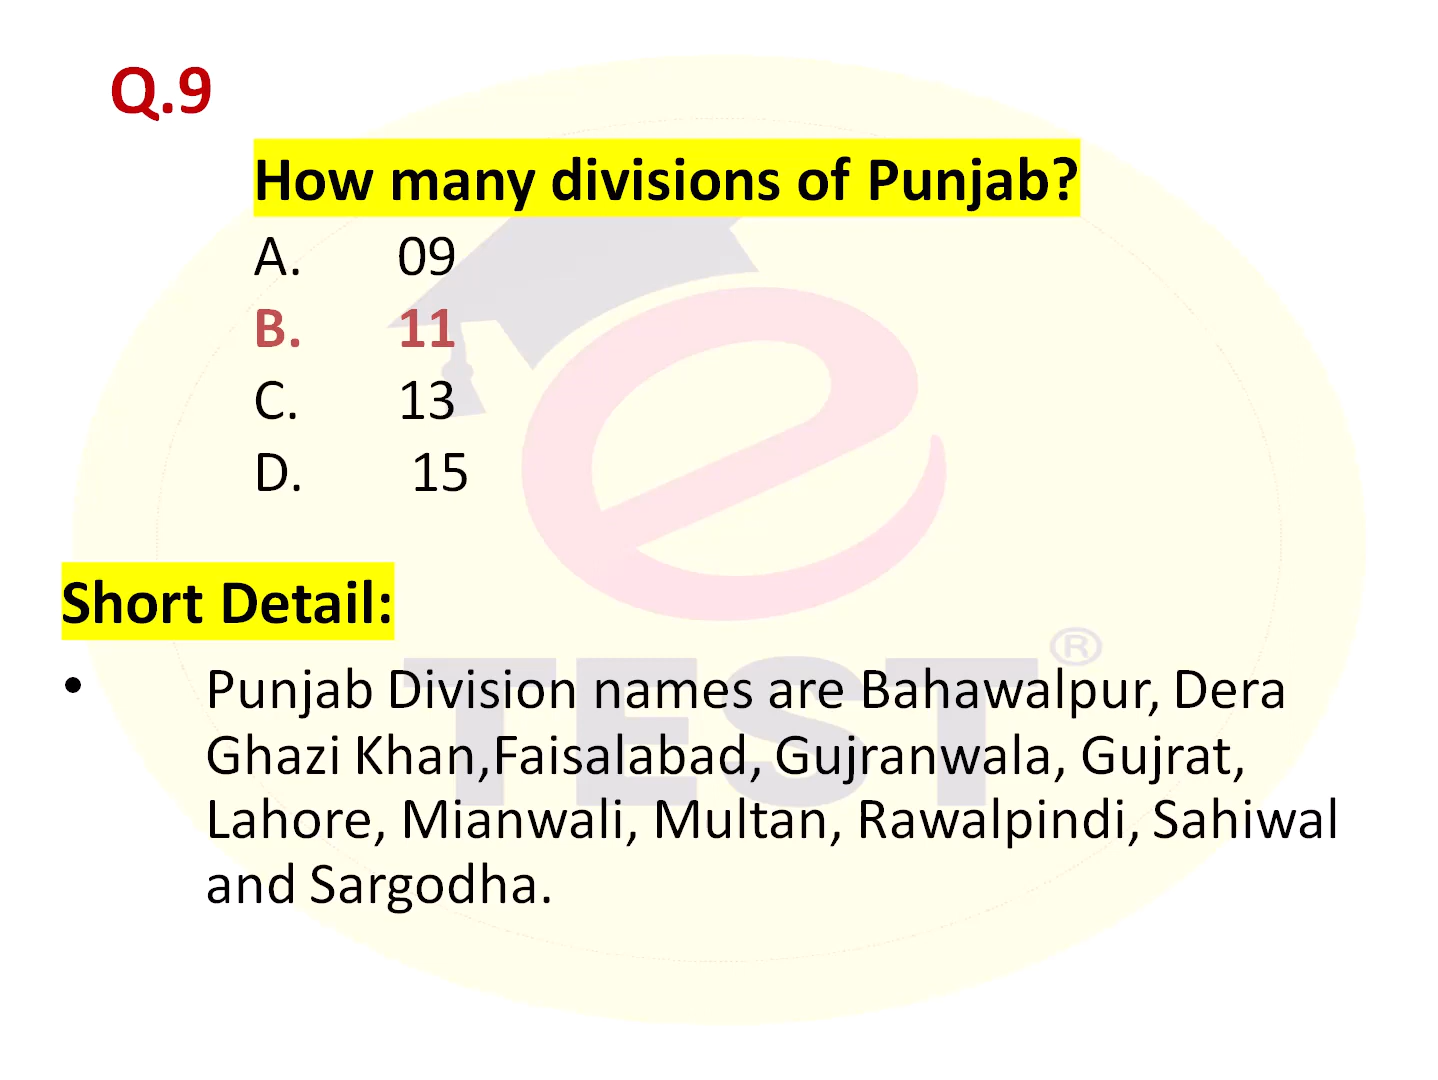 Q.9
How many divisions of Punjab?
A. 09
B. 11
C. 13
D. 15
Short Detail:
• Punjab Division names are Bahawalpur, Dera
Ghazi Khan,Faisalabad, Gujranwala, Gujrat,
Lahore, Mianwali, Multan, Rawalpindi, Sahiwal
and Sargodha.
e
TEST®